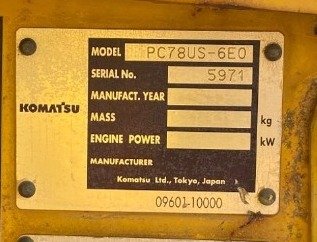 MODEL PC78US-6E0
SERIAL No. 5971
MANUFACT. YEAR
KOMATSU
MASS kg
ENGINE POWER kW
MANUFACTURER
Komatsu Ltd., Tokyo, Japan
09601-10000